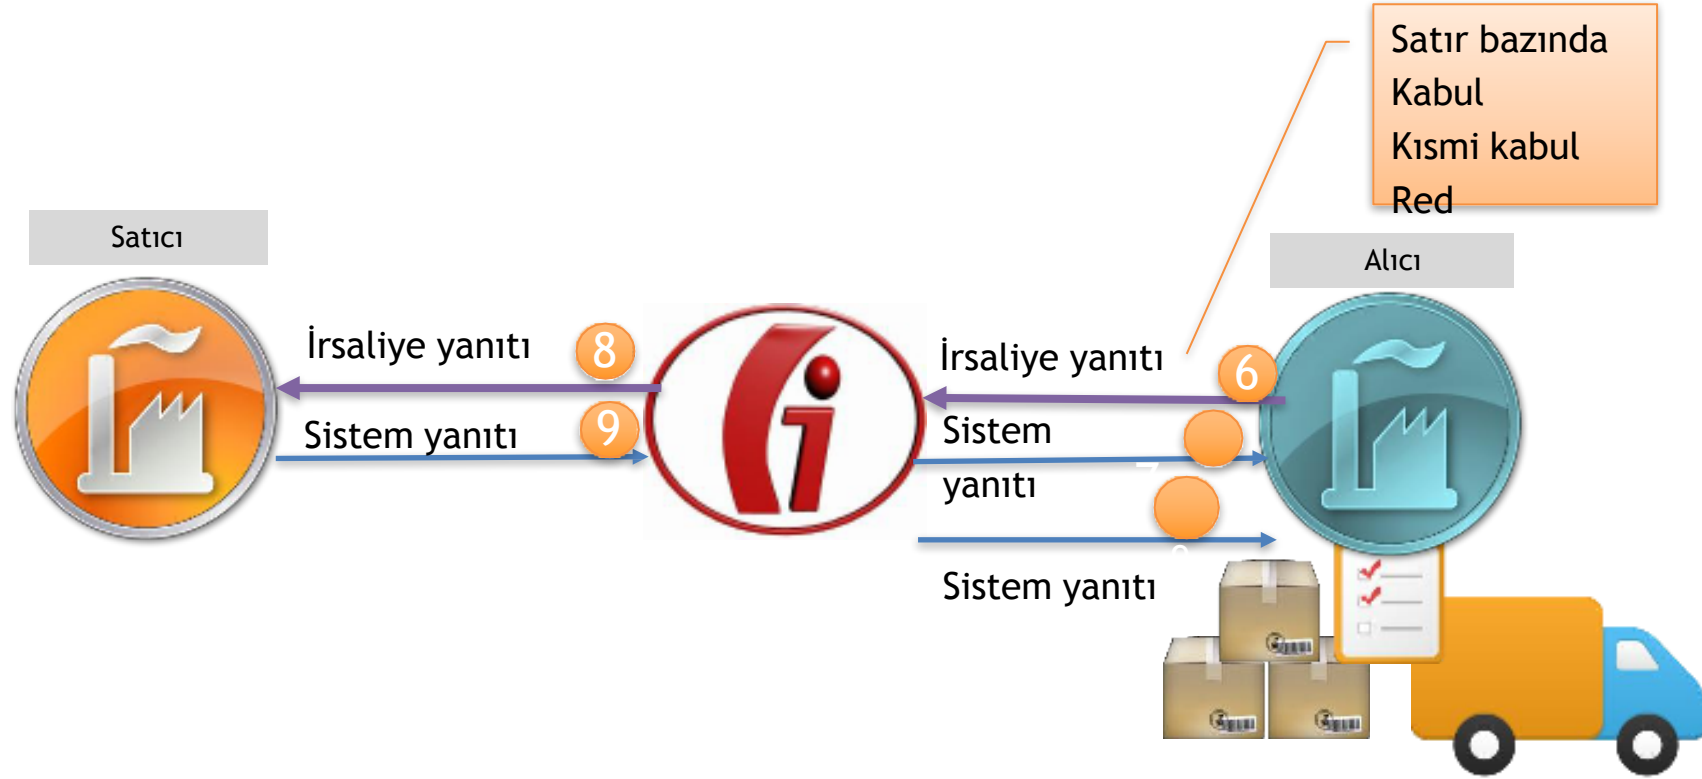 Satır bazında
Kabul
Kısmi kabul
Red
Satıcı
Alıcı
İrsaliye yanıtı
8
İrsaliye yanıtı
6
Sistem yanıtı
9
Sistem
yanıtı
Sistem yanıtı